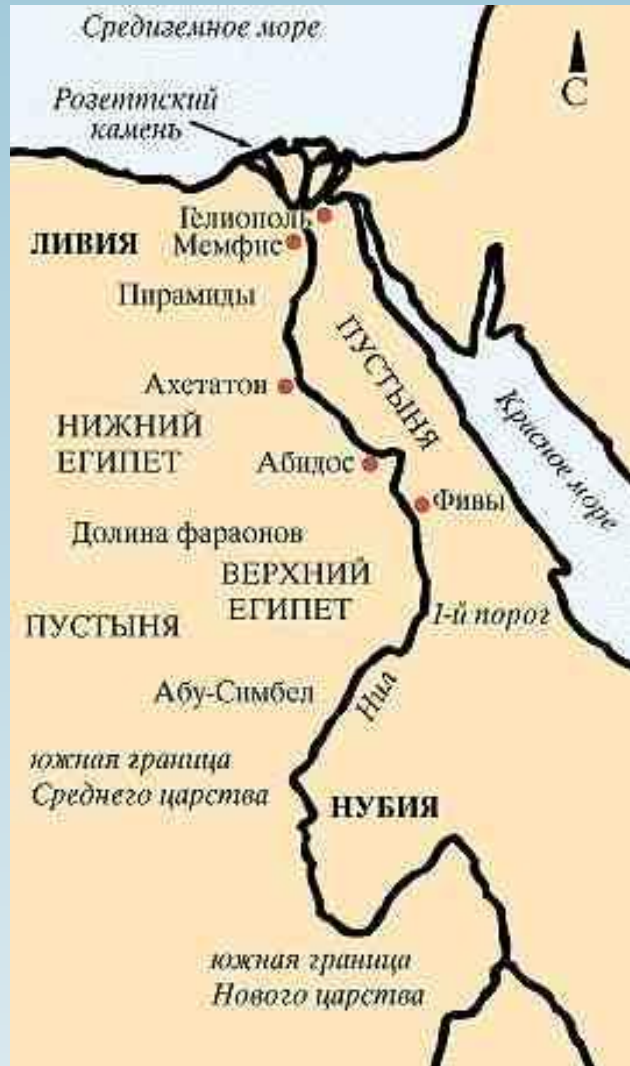 Средиземное море
С
Розеттский
камень
Гелиополь
ЛИВИЯ
Мемфис
Пирамиды
ПУСТЫНЯ
Ахетатон
Красное море
НИЖНИЙ
ЕГИПЕТ
Абидос
Фивы
Долина фараонов
ВЕРХНИЙ
ЕГИПЕТ
I-й порог
ПУСТЫНЯ
Абу-Симбел
Нил
южная граница
Среднего царства
НУБИЯ
южная граница
Нового царства